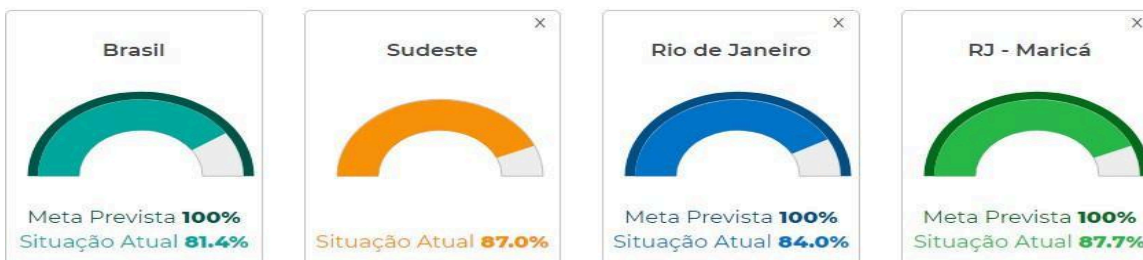 Brasil
Meta Prevista 100%
Situação Atual 81.4%
X
Sudeste
Situação Atual 87.0%
X
Rio de Janeiro
Meta Prevista 100%
Situação Atual 84.0%
X
RJ - Maricá
Meta Prevista 100%
Situação Atual 87.7%